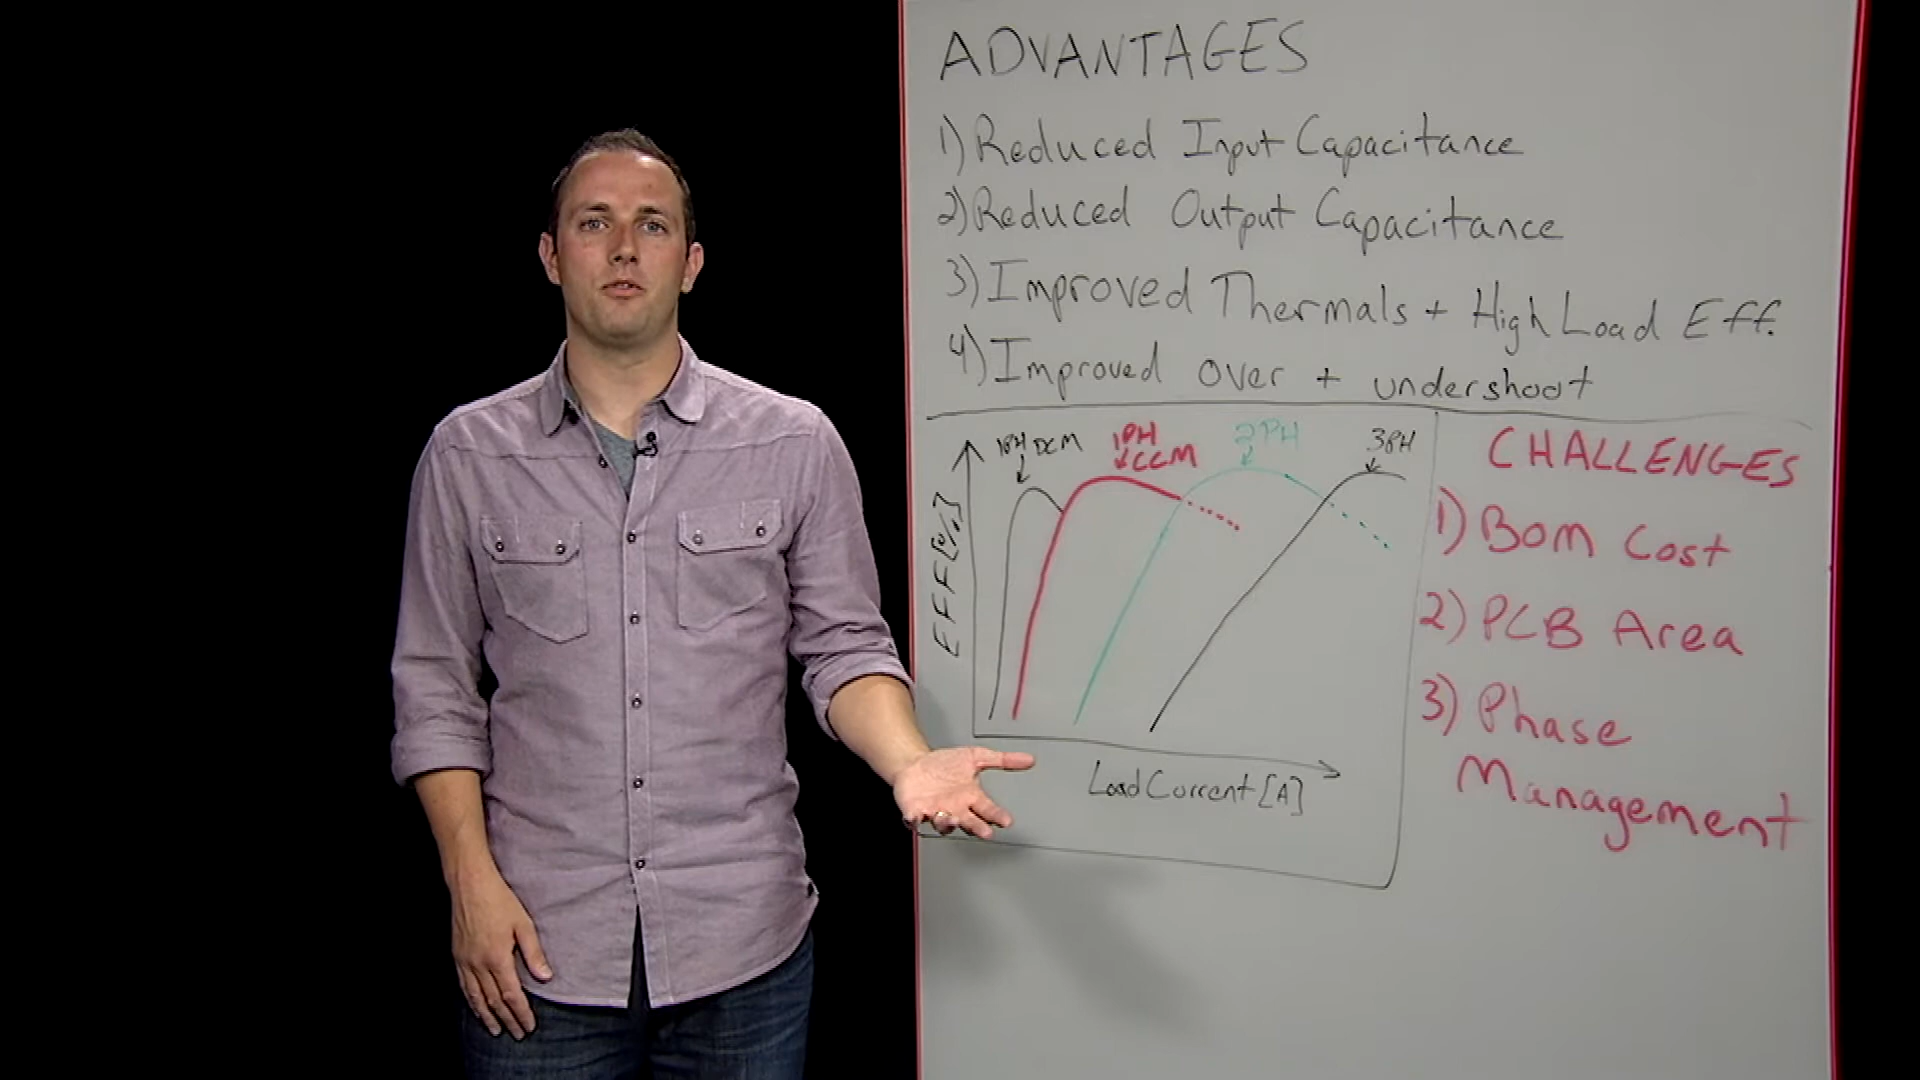 ADVANTAGES
1) Reduced Input Capacitance
2) Reduced Output Capacitance
3) Improved Thermals + High Load Eff.
4) Improved Over + undershoot
EFF[%]
1PH DCM
1PH
CCM
2PH
3PH
Load Current [A]
CHALLENGES
1) BOM Cost
2) PCB Area
3) Phase
Management